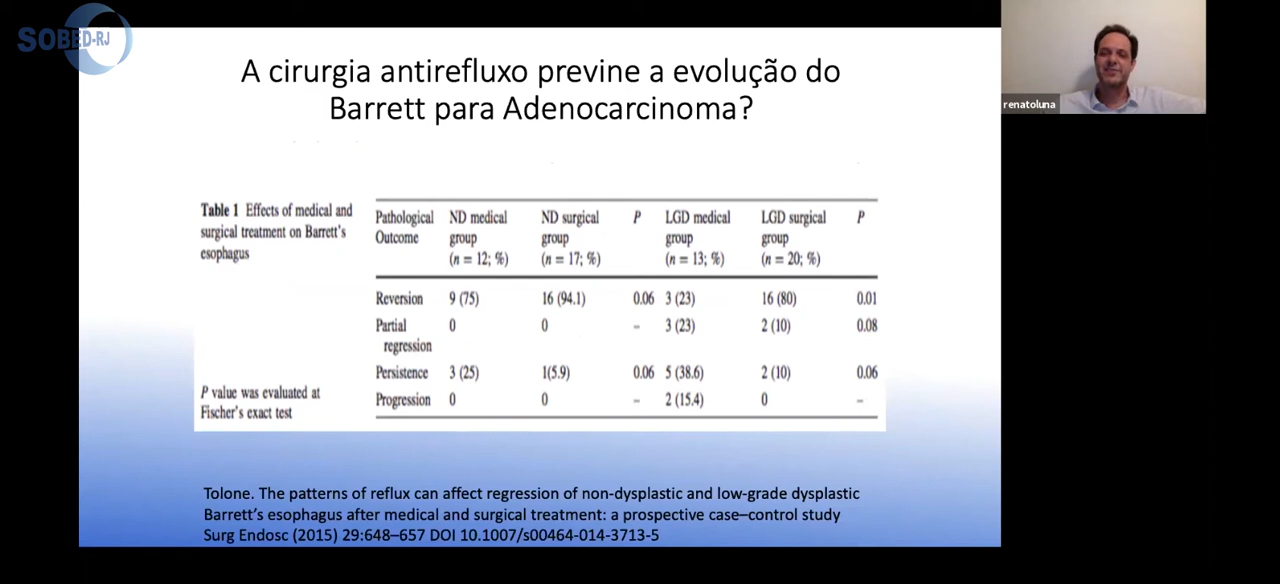 SOBED-RJ
A cirurgia antirefluxo previne a evolução do
Barrett para Adenocarcinoma?
renatoluna
Table 1 Effects of medical and
surgical treatment on Barrett's
esophagus
P value was evaluated at
Fischer's exact test
Pathological Outcome ND medical group (n = 12; %) ND surgical group (n = 17; %) P LGD medical group (n = 13; %) LGD surgical group (n = 20; %) P
Reversion 9 (75) 16 (94.1) 0.06 3 (23) 16 (80) 0.01
Partial regression 0 0 – 3 (23) 2 (10) 0.08
Persistence 3 (25) 1(5.9) 0.06 5 (38.6) 2 (10) 0.06
Progression 0 0 – 2 (15.4) 0 –
Tolone. The patterns of reflux can affect regression of non-dysplastic and low-grade dysplastic
Barrett's esophagus after medical and surgical treatment: a prospective case–control study
Surg Endosc (2015) 29:648–657 DOI 10.1007/s00464-014-3713-5